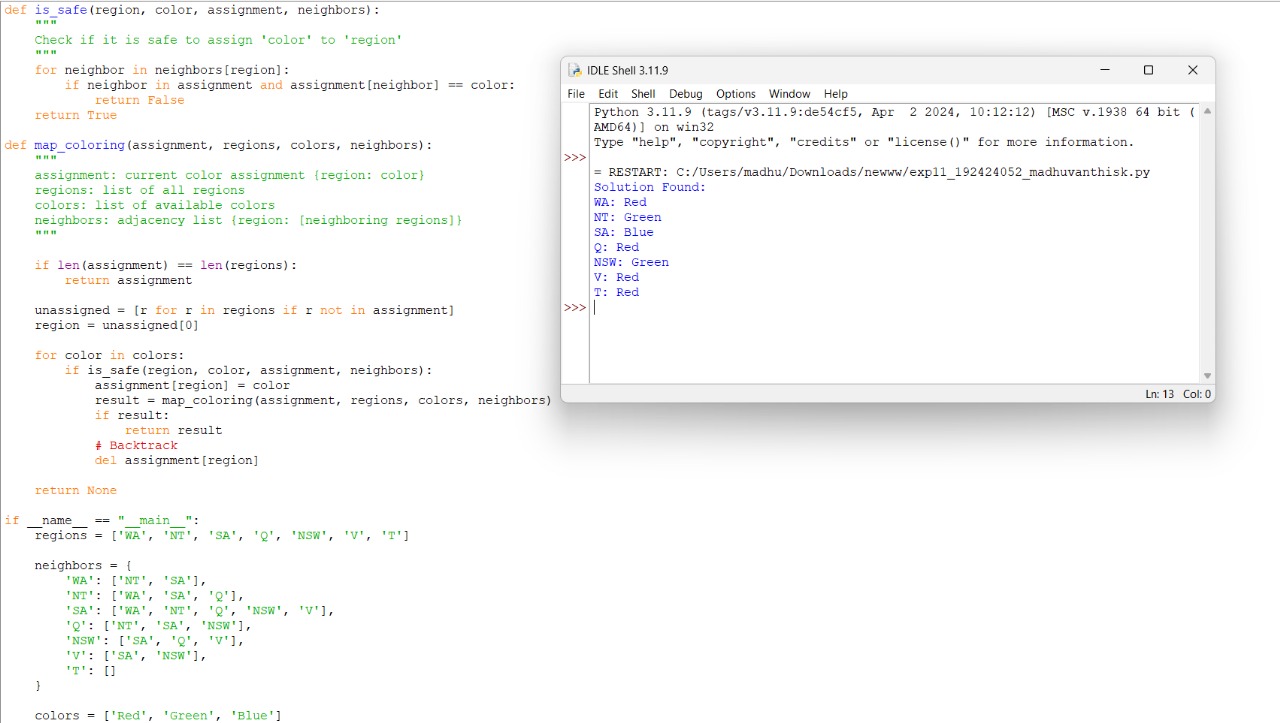 def is_safe(region, color, assignment, neighbors):
    """
    Check if it is safe to assign 'color' to 'region'
    """
    for neighbor in neighbors[region]:
        if neighbor in assignment and assignment[neighbor] == color:
            return False
    return True

def map_coloring(assignment, regions, colors, neighbors):
    """
    assignment: current color assignment {region: color}
    regions: list of all regions
    colors: list of available colors
    neighbors: adjacency list {region: [neighboring regions]}
    """

    if len(assignment) == len(regions):
        return assignment

    unassigned = [r for r in regions if r not in assignment]
    region = unassigned[0]

    for color in colors:
        if is_safe(region, color, assignment, neighbors):
            assignment[region] = color
            result = map_coloring(assignment, regions, colors, neighbors)
            if result:
                return result
            # Backtrack
            del assignment[region]

    return None

if __name__ == "__main__":
    regions = ['WA', 'NT', 'SA', 'Q', 'NSW', 'V', 'T']

    neighbors = {
        'WA': ['NT', 'SA'],
        'NT': ['WA', 'SA', 'Q'],
        'SA': ['WA', 'NT', 'Q', 'NSW', 'V'],
        'Q': ['NT', 'SA', 'NSW'],
        'NSW': ['SA', 'Q', 'V'],
        'V': ['SA', 'NSW'],
        'T': []
    }

    colors = ['Red', 'Green', 'Blue']
IDLE Shell 3.11.9
File Edit Shell Debug Options Window Help
Python 3.11.9 (tags/v3.11.9:de54cf5, Apr  2 2024, 10:12:12) [MSC v.1938 64 bit (
AMD64)] on win32
Type "help", "copyright", "credits" or "license()" for more information.
>>>
= RESTART: C:/Users/madhu/Downloads/newww/exp11_192424052_madhuvanthisk.py
Solution Found:
WA: Red
NT: Green
SA: Blue
Q: Red
NSW: Green
V: Red
T: Red
>>>
Ln: 13 Col: 0